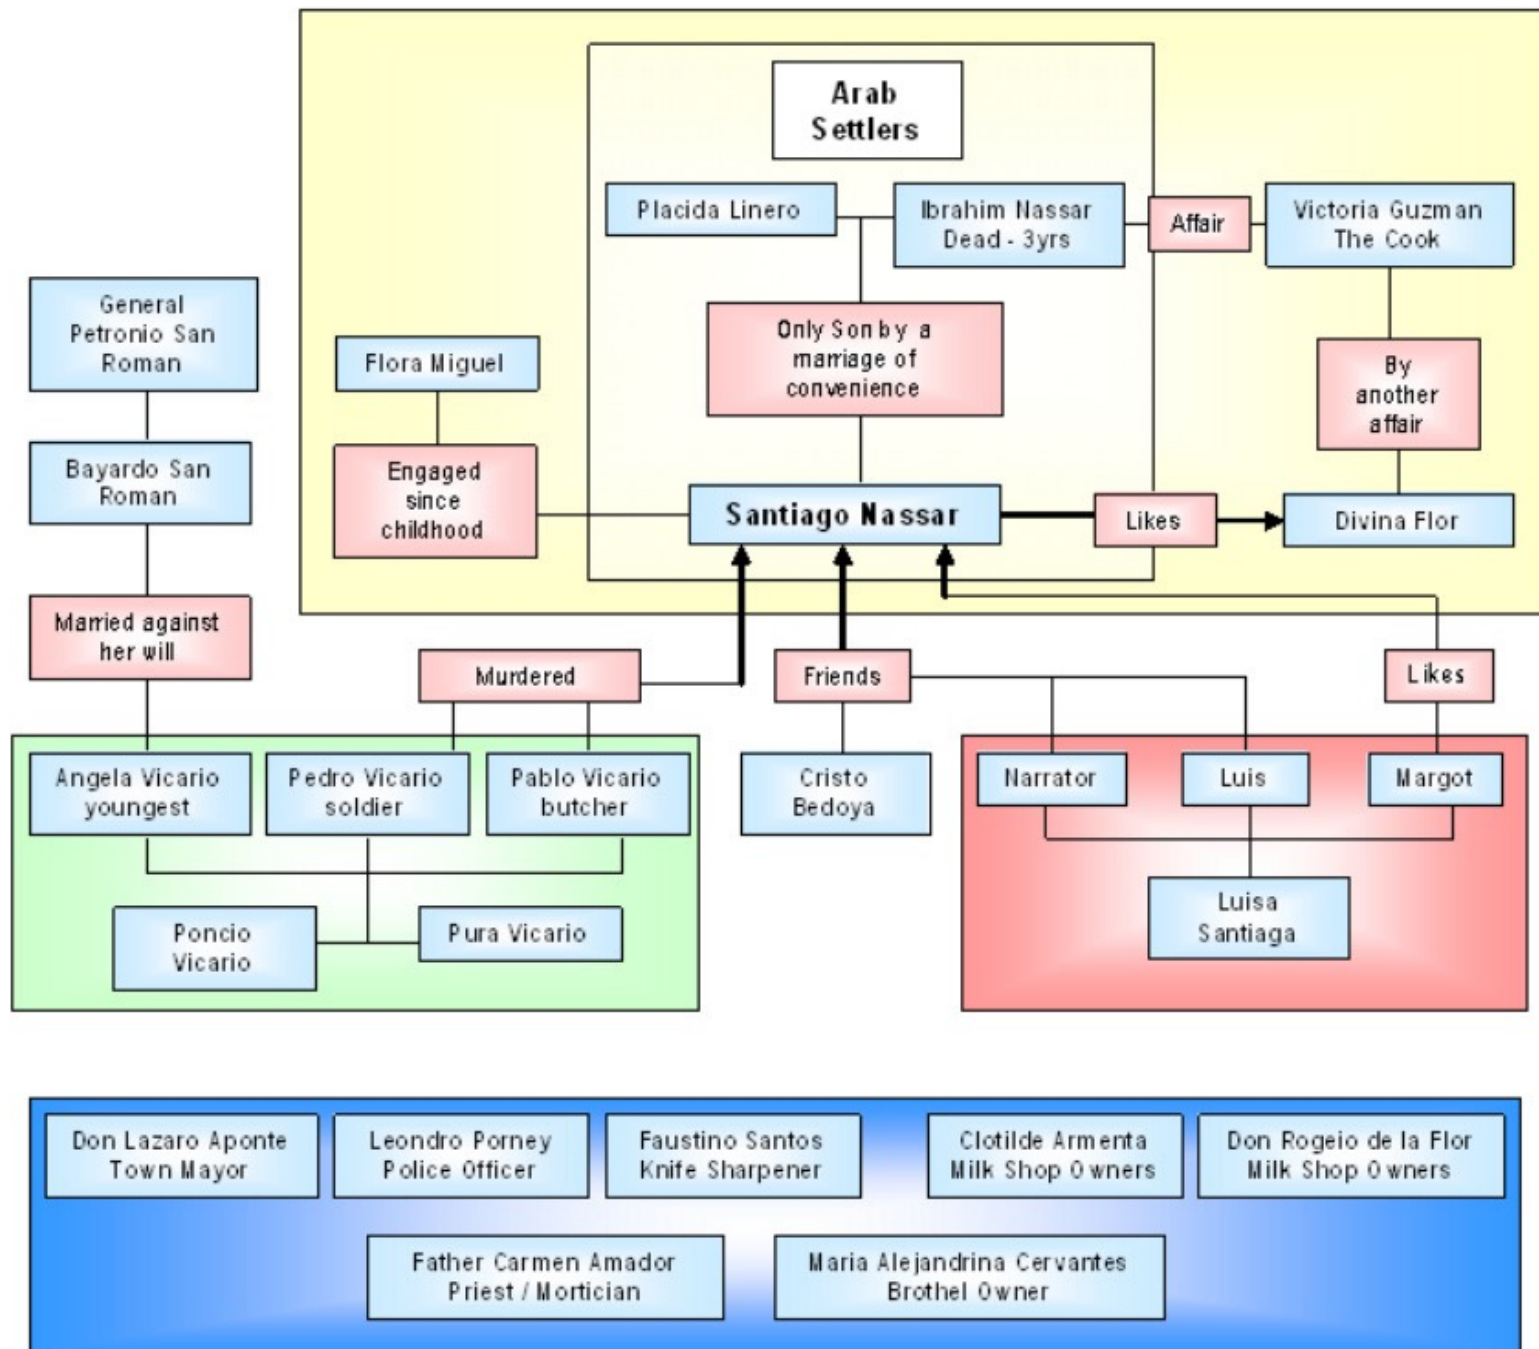 Arab
Settlers
Placida Linero
Ibrahim Nassar
Dead - 3yrs
Affair
Victoria Guzman
The Cook
General
Petronio San
Roman
Flora Miguel
Only Son by a
marriage of
convenience
By
another
affair
Bayardo San
Roman
Engaged
since
childhood
Santiago Nassar
Likes
Divina Flor
Married against
her will
Murdered
Friends
Likes
Angela Vicario
youngest
Pedro Vicario
soldier
Pablo Vicario
butcher
Cristo
Bedoya
Narrator
Luis
Margot
Poncio
Vicario
Pura Vicario
Luisa
Santiaga
Don Lazaro Aponte
Town Mayor
Leondro Porney
Police Officer
Faustino Santos
Knife Sharpener
Clotilde Armenta
Milk Shop Owners
Don Rogeio de la Flor
Milk Shop Owners
Father Carmen Amador
Priest / Mortician
Maria Alejandrina Cervantes
Brothel Owner